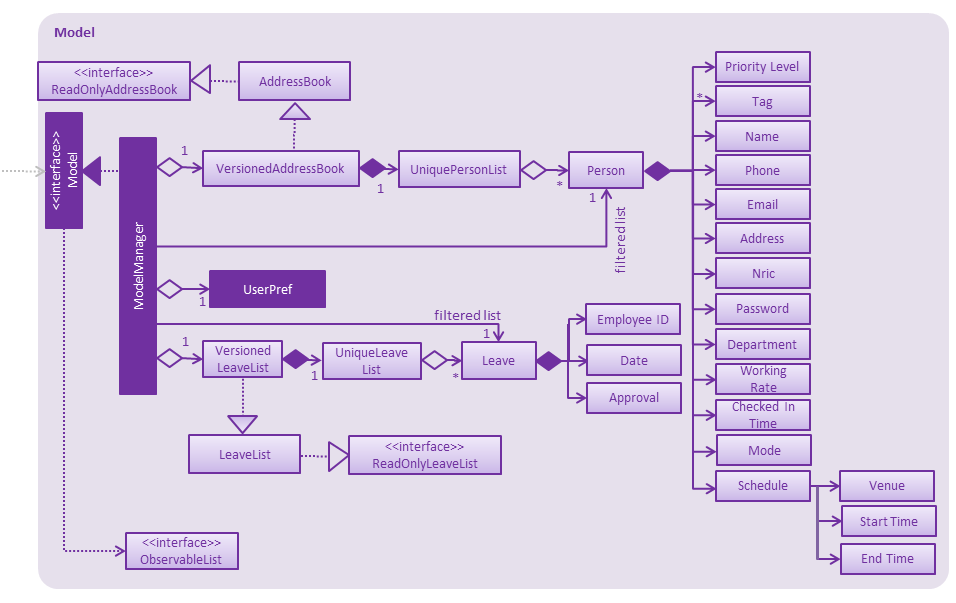 Model
<<interface>>
ReadOnlyAddressBook
AddressBook
<<interface>>
Model
ModelManager
1
VersionedAddressBook
1
UniquePersonList
*
Person
1
filtered list
UserPref
1
filtered list
1
1
Versioned
LeaveList
1
UniqueLeave
List
*
Leave
Employee ID
Date
Approval
LeaveList
<<interface>>
ReadOnlyLeaveList
<<interface>>
ObservableList
Priority Level
*
Tag
Name
Phone
Email
Address
Nric
Password
Department
Working
Rate
Checked In
Time
Mode
Schedule
Venue
Start Time
End Time